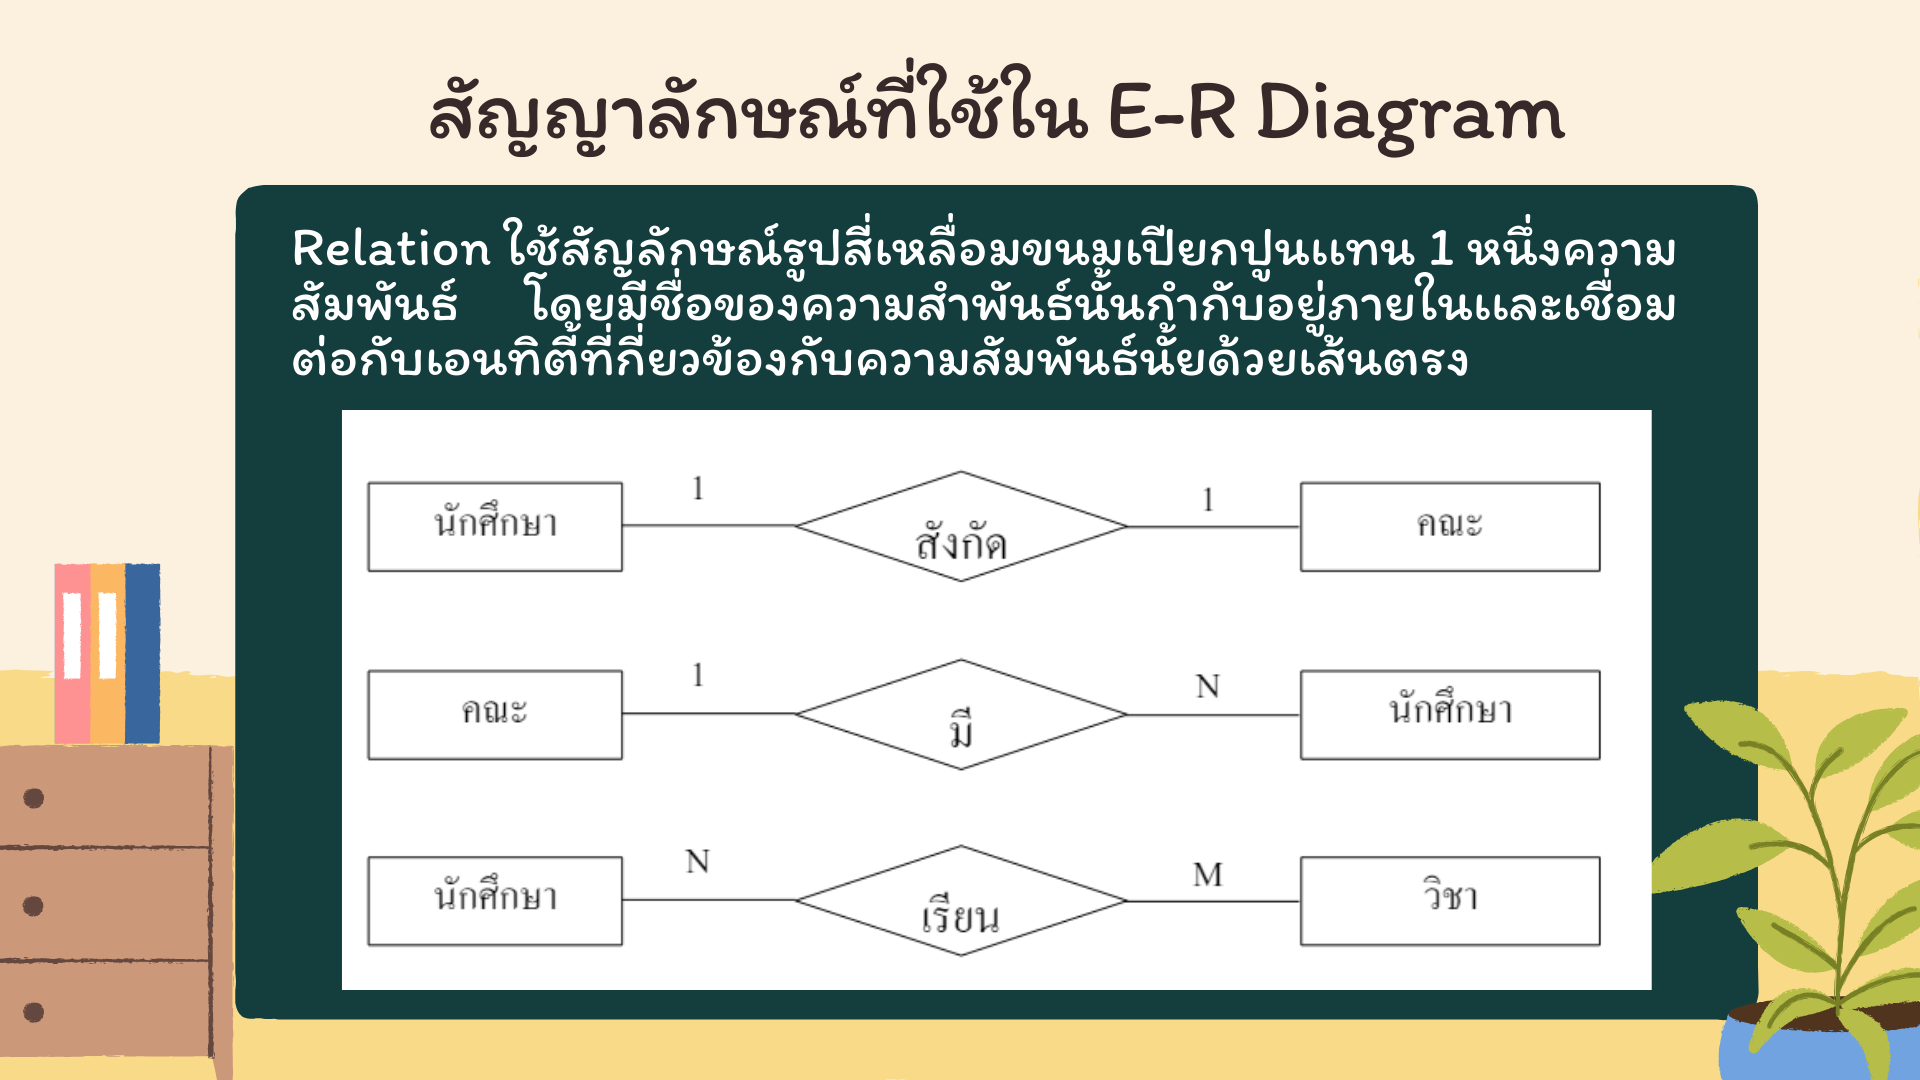 สัญญาลักษณ์ที่ใช้ใน E-R Diagram
Relation ใช้สัญลักษณ์รูปสี่เหลื่อมขนมเปียกปูนแทน 1 หนึ่งความ
สัมพันธ์ โดยมีชื่อของความสำพันธ์นั้นกำกับอยู่ภายในและเชื่อม
ต่อกับเอนทิตี้ที่กี่ยวข้องกับความสัมพันธ์นั้ยด้วยเส้นตรง
นักศึกษา 1 สังกัด 1 คณะ
คณะ 1 มี N นักศึกษา
นักศึกษา N เรียน M วิชา